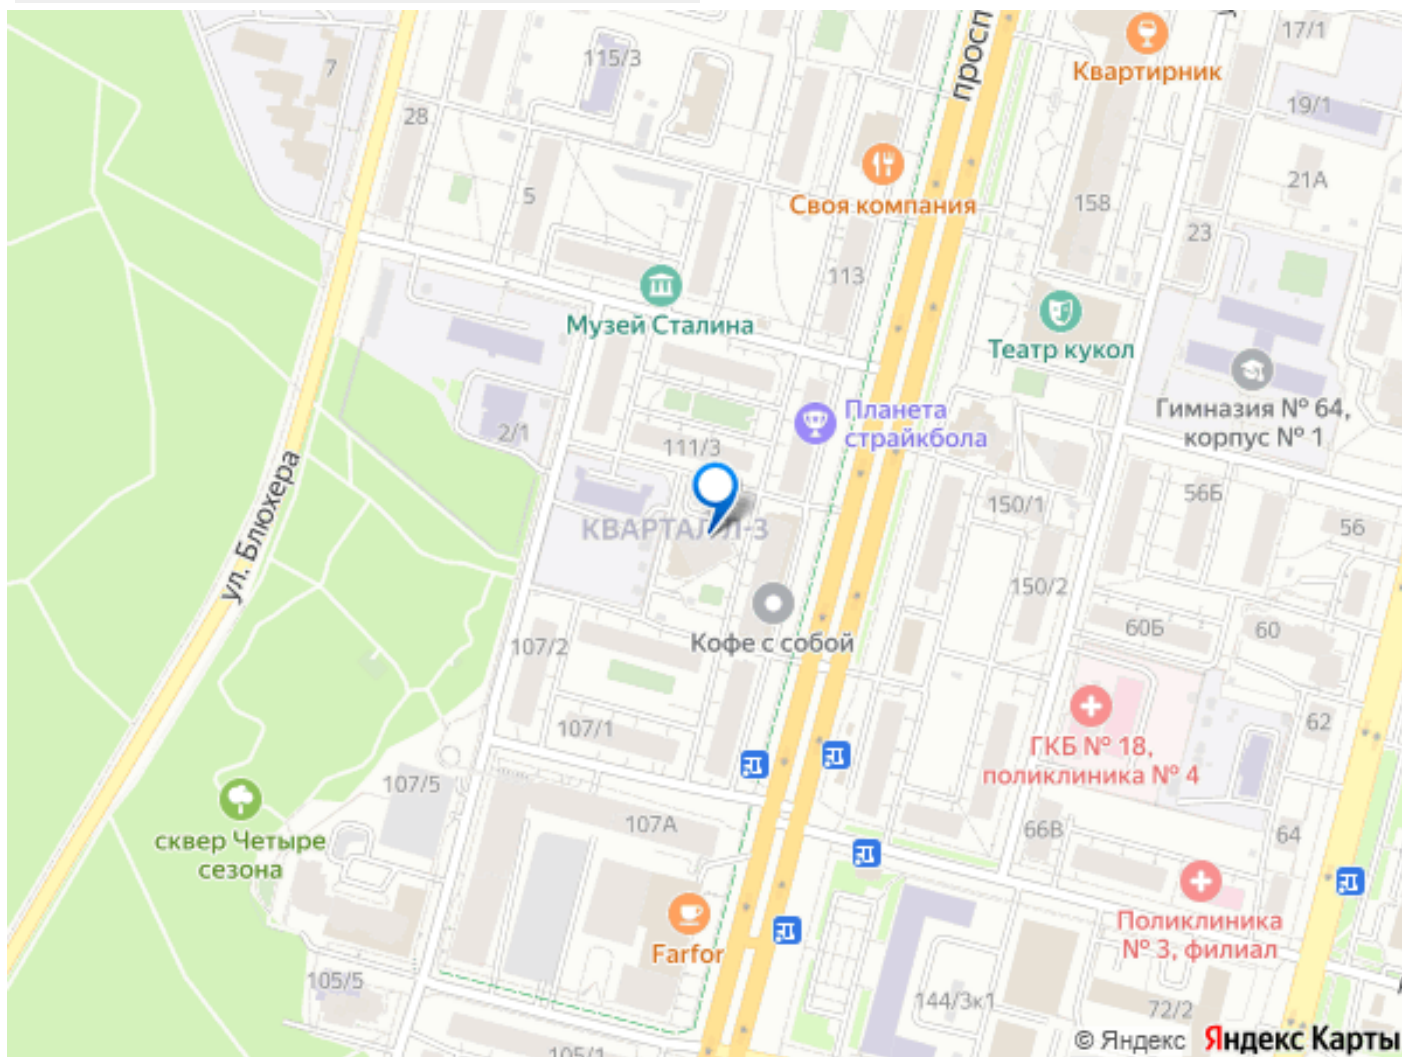 просп
17/1
Квартирник
115/3
7
19/1
28
21А
5
Своя компания
158
23
113
Музей Сталина
Театр кукол
Планета
страйкбола
Гимназия № 64,
корпус № 1
2/1
111/3
ул. Блюхера
КВАРТАЛ Л-3
150/1
56Б
56
150/2
107/2
Кофе с собой
60Б
60
107/1
62
ГКБ № 18,
поликлиника № 4
107/5
сквер Четыре
сезона
107А
66В
64
Farfor
Поликлиника
№ 3, филиал
105/5
144/3к1
72/2
105/1
© Яндекс Яндекс Карты